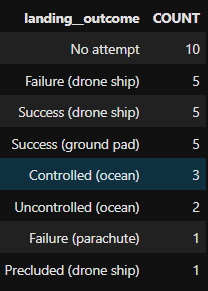 landing__outcome COUNT
No attempt 10
Failure (drone ship) 5
Success (drone ship) 5
Success (ground pad) 5
Controlled (ocean) 3
Uncontrolled (ocean) 2
Failure (parachute) 1
Precluded (drone ship) 1